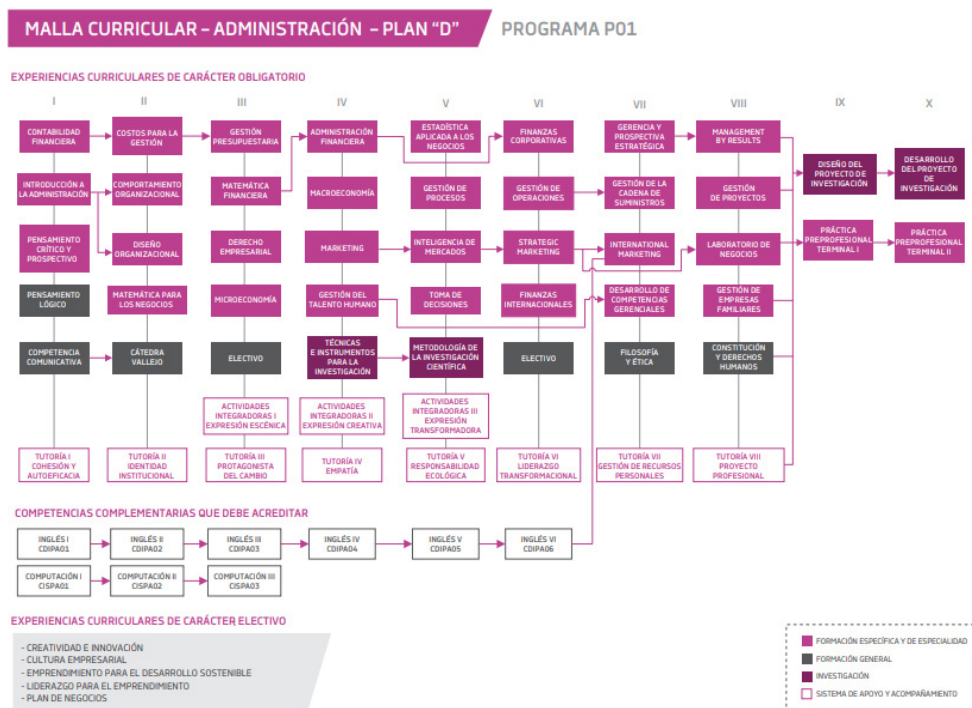 MALLA CURRICULAR – ADMINISTRACIÓN – PLAN “D”
PROGRAMA P01
EXPERIENCIAS CURRICULARES DE CARÁCTER OBLIGATORIO
I
II
III
IV
V
VI
VII
VIII
IX
X
CONTABILIDAD
FINANCIERA
COSTOS PARA LA
GESTIÓN
GESTIÓN
PRESUPUESTARIA
ADMINISTRACIÓN
FINANCIERA
ESTADÍSTICA
APLICADA A LOS
NEGOCIOS
FINANZAS
CORPORATIVAS
GERENCIA Y
PROSPECTIVA
ESTRATÉGICA
MANAGEMENT
BY RESULTS
DISEÑO DEL
PROYECTO DE
INVESTIGACIÓN
DESARROLLO
DEL PROYECTO
DE
INVESTIGACIÓN
INTRODUCCIÓN A
LA ADMINISTRACIÓN
COMPORTAMIENTO
ORGANIZACIONAL
MATEMÁTICA
FINANCIERA
MACROECONOMÍA
GESTIÓN DE
PROCESOS
GESTIÓN DE
OPERACIONES
GESTIÓN DE LA
CADENA DE
SUMINISTROS
GESTIÓN
DE PROYECTOS
PENSAMIENTO
CRÍTICO Y
PROSPECTIVO
DISEÑO
ORGANIZACIONAL
DERECHO
EMPRESARIAL
MARKETING
INTELIGENCIA DE
MERCADOS
STRATEGIC
MARKETING
INTERNATIONAL
MARKETING
LABORATORIO DE
NEGOCIOS
PRÁCTICA
PREPROFESIONAL
TERMINAL I
PRÁCTICA
PREPROFESIONAL
TERMINAL II
PENSAMIENTO
LÓGICO
MATEMÁTICA PARA
LOS NEGOCIOS
MICROECONOMÍA
GESTIÓN DEL
TALENTO HUMANO
TOMA DE
DECISIONES
FINANZAS
INTERNACIONALES
DESARROLLO DE
COMPETENCIAS
GERENCIALES
GESTIÓN DE
EMPRESAS
FAMILIARES
COMPETENCIA
COMUNICATIVA
CÁTEDRA
VALLEJO
ELECTIVO
TÉCNICAS
E INSTRUMENTOS
PARA LA
INVESTIGACIÓN
METODOLOGÍA DE
LA INVESTIGACIÓN
CIENTÍFICA
ELECTIVO
FILOSOFÍA
Y ÉTICA
CONSTITUCIÓN
Y DERECHOS
HUMANOS
ACTIVIDADES
INTEGRADORAS I
EXPRESIÓN ESCÉNICA
ACTIVIDADES
INTEGRADORAS II
EXPRESIÓN CREATIVA
ACTIVIDADES
INTEGRADORAS III
EXPRESIÓN
TRANSFORMADORA
TUTORÍA I
COHESIÓN Y
AUTOEFICACIA
TUTORÍA II
IDENTIDAD
INSTITUCIONAL
TUTORÍA III
PROTAGONISTA
DEL CAMBIO
TUTORÍA IV
EMPATÍA
TUTORÍA V
RESPONSABILIDAD
ECOLÓGICA
TUTORÍA VI
LIDERAZGO
TRANSFORMACIONAL
TUTORÍA VII
GESTIÓN DE RECURSOS
PERSONALES
TUTORÍA VIII
PROYECTO
PROFESIONAL
COMPETENCIAS COMPLEMENTARIAS QUE DEBE ACREDITAR
INGLÉS I
CDIPA01
INGLÉS II
CDIPA02
INGLÉS III
CDIPA03
INGLÉS IV
CDIPA04
INGLÉS V
CDIPA05
INGLÉS VI
CDIPA06
COMPUTACIÓN I
CISPA01
COMPUTACIÓN II
CISPA02
COMPUTACIÓN III
CISPA03
EXPERIENCIAS CURRICULARES DE CARÁCTER ELECTIVO
- CREATIVIDAD E INNOVACIÓN
- CULTURA EMPRESARIAL
- EMPRENDIMIENTO PARA EL DESARROLLO SOSTENIBLE
- LIDERAZGO PARA EL EMPRENDIMIENTO
- PLAN DE NEGOCIOS
FORMACIÓN ESPECÍFICA Y DE ESPECIALIDAD
FORMACIÓN GENERAL
INVESTIGACIÓN
SISTEMA DE APOYO Y ACOMPAÑAMIENTO